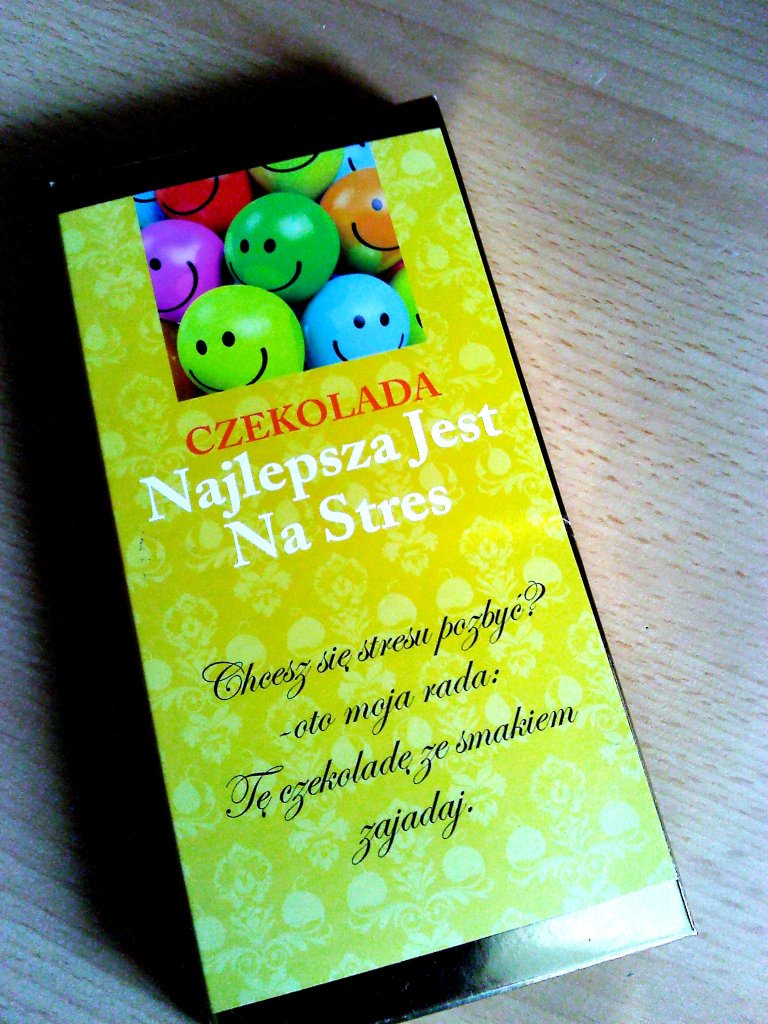 CZEKOLADA
Najlepsza Jest
Na Stres
Chcesz się stresu pozbyć?
-oto moja rada:
Tę czekoladę ze smakiem
zajadaj.